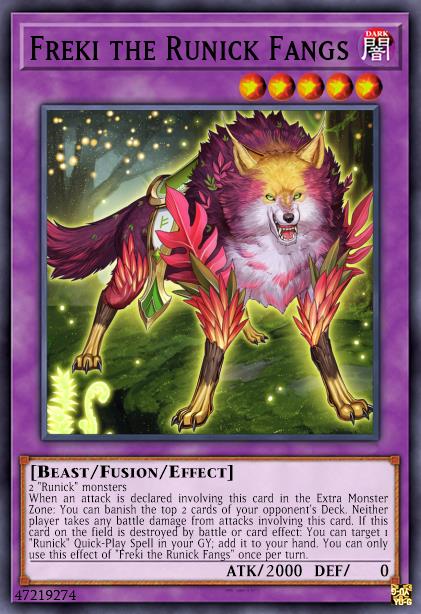 FREKI THE RUNICK FANGS
DARK
闇
[BEAST/FUSION/EFFECT]
2 "Runick" monsters
When an attack is declared involving this card in the Extra Monster
Zone: You can banish the top 2 cards of your opponent's Deck. Neither
player takes any battle damage from attacks involving this card. If this
card on the field is destroyed by battle or card effect: You can target 1
"Runick" Quick-Play Spell in your GY; add it to your hand. You can only
use this effect of "Freki the Runick Fangs" once per turn.
ATK/2000 DEF/ 0
47219274